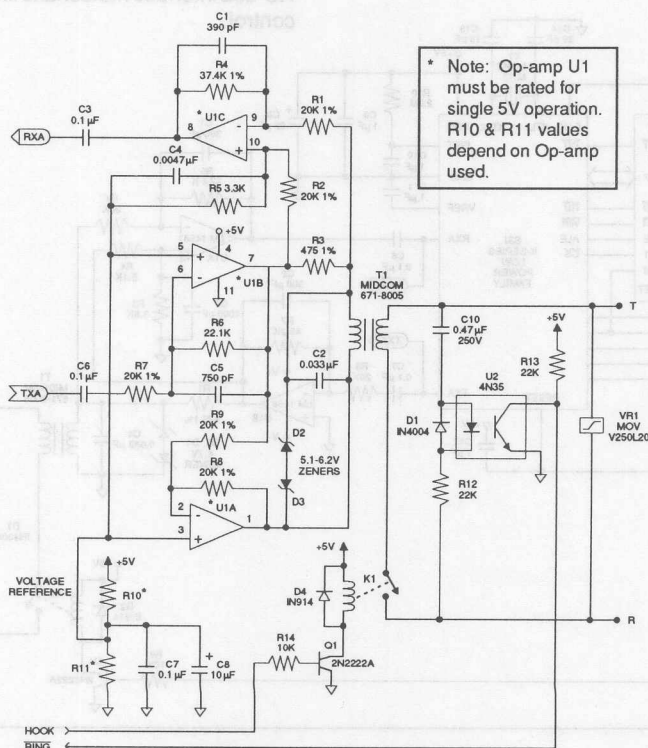 C1
390 pF
R4
37.4K 1%
* Note: Op-amp U1
must be rated for
single 5V operation.
R10 & R11 values
depend on Op-amp
used.
C3
0.1 µF
RXA
8
* U1C
-
+
9
10
R1
20K 1%
C4
0.0047µF
R5 3.3K
R2
20K 1%
+5V
5
6
+
-
4
7
11
* U1B
R3
475 1%
T1
MIDCOM
671-8005
T
C10
0.47µF
250V
+5V
R13
22K
U2
4N35
R6
22.1K
C2
0.033µF
C6
0.1 µF
TXA
R7
20K 1%
C5
750 pF
D1
IN4004
VR1
MOV
V250L20
R9
20K 1%
R8
20K 1%
D2
5.1-6.2V
ZENERS
D3
R12
22K
* U1A
2
3
-
+
1
+5V
VOLTAGE
REFERENCE
R10*
+5V
D4
IN914
K1
R
R11*
C7
0.1 µF
+
C8
10µF
R14
10K
Q1
2N2222A
HOOK
RING